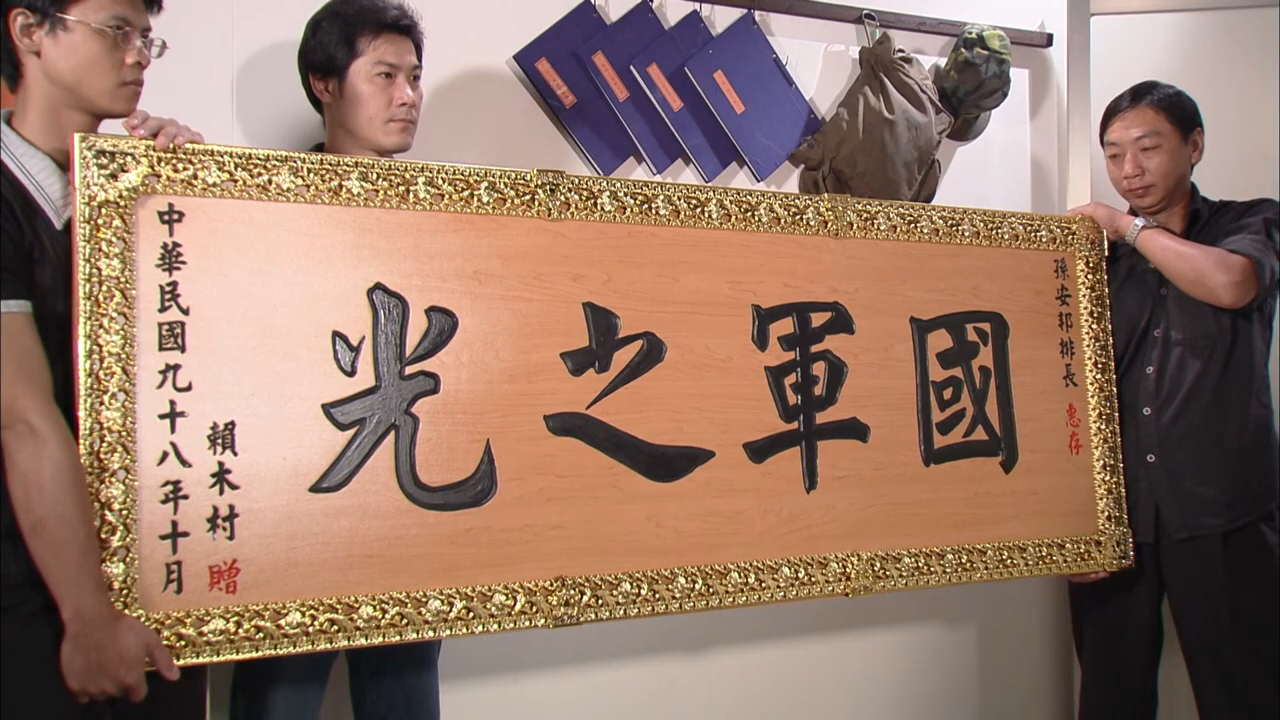 孫安邦排長 惠存
國軍之光
賴木村 贈
中華民國九十八年十月